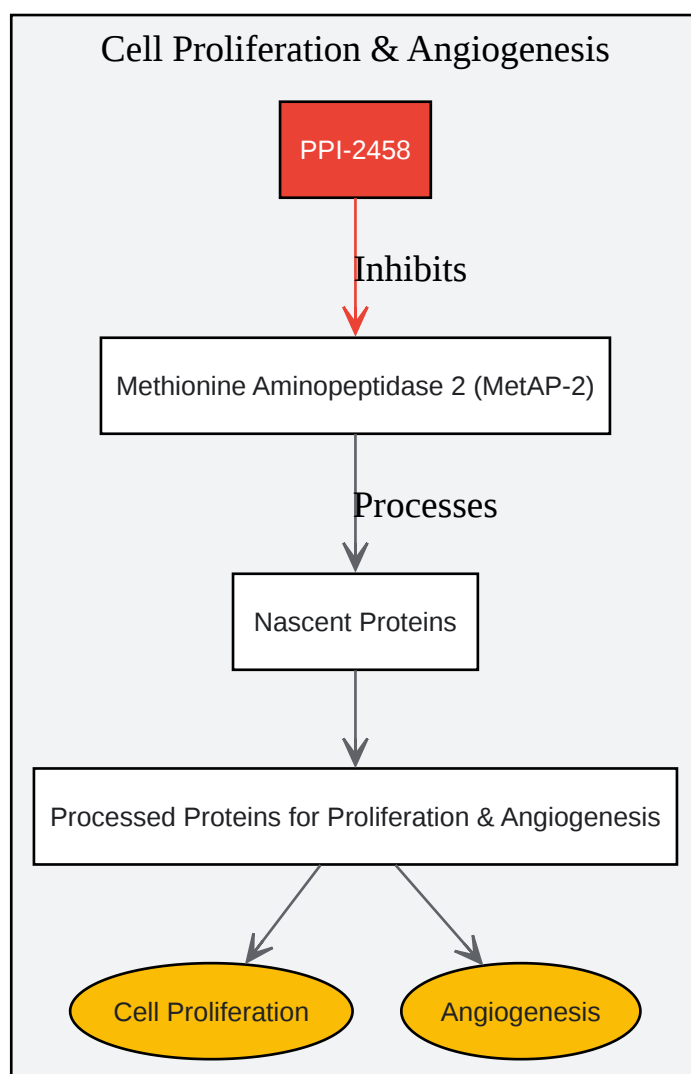 Cell Proliferation & Angiogenesis
PPI-2458
Inhibits
Methionine Aminopeptidase 2 (MetAP-2)
Processes
Nascent Proteins
Processed Proteins for Proliferation & Angiogenesis
Cell Proliferation
Angiogenesis